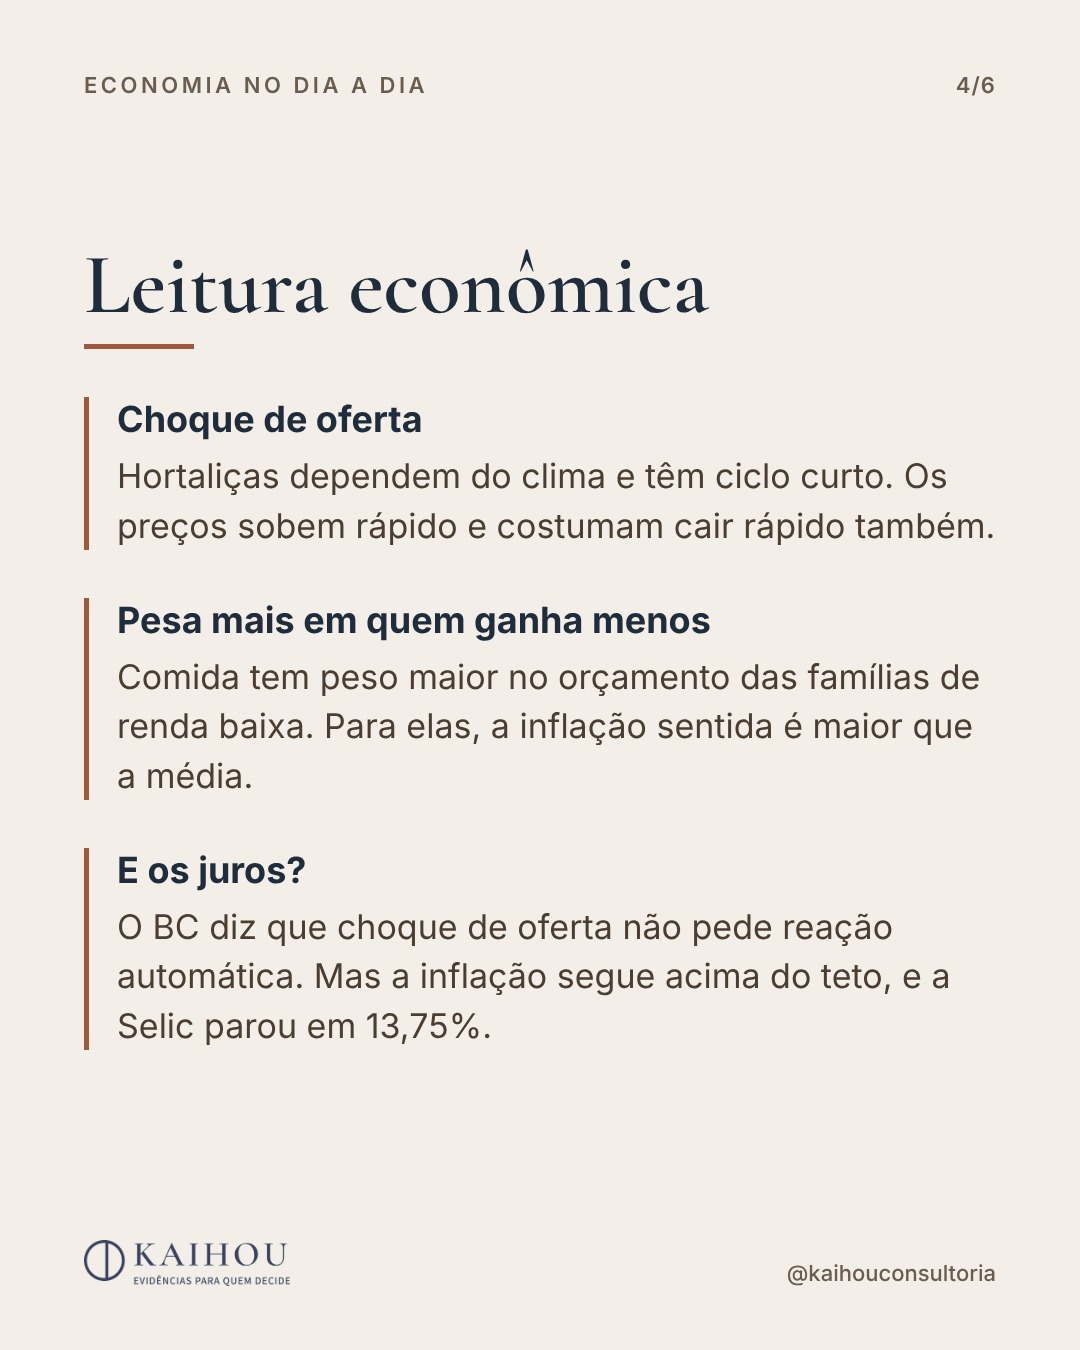 ECONOMIA NO DIA A DIA
4/6
Leitura econômica
Choque de oferta
Hortaliças dependem do clima e têm ciclo curto. Os
preços sobem rápido e costumam cair rápido também.
Pesa mais em quem ganha menos
Comida tem peso maior no orçamento das famílias de
renda baixa. Para elas, a inflação sentida é maior que
a média.
E os juros?
O BC diz que choque de oferta não pede reação
automática. Mas a inflação segue acima do teto, e a
Selic parou em 13,75%.
KAIHOU
EVIDÊNCIAS PARA QUEM DECIDE
@kaihouconsultoria